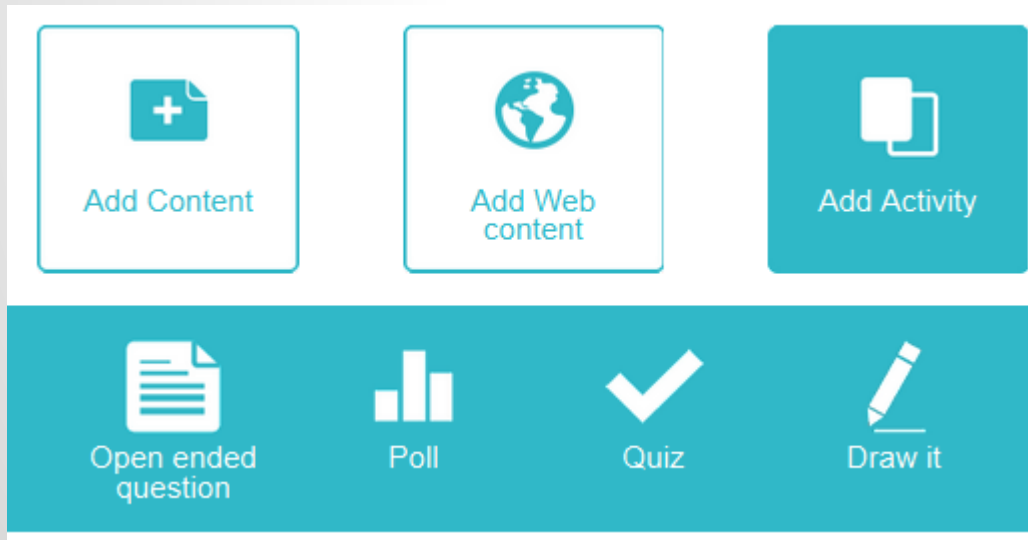 Add Content
Add Web
content
Add Activity
Open ended
question
Poll
Quiz
Draw it